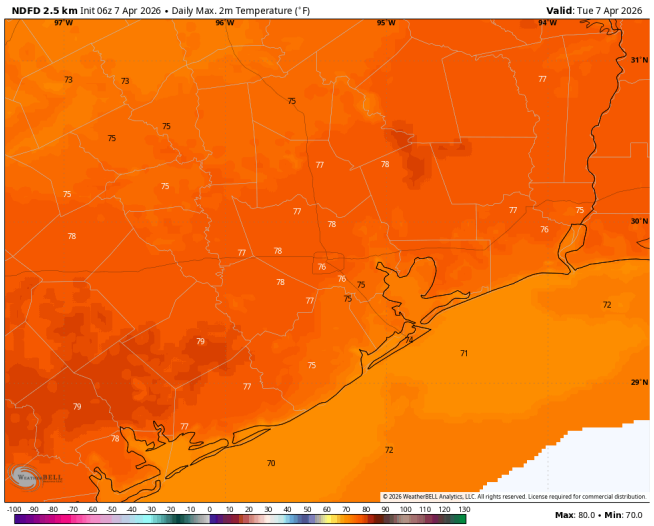 NDFD 2.5 km Init 06z 7 Apr 2026 • Daily Max. 2m Temperature (˚F)
Valid: Tue 7 Apr 2026
97°W 96°W 95°W 94°W
31°N
77
73 73
75
75
75
77 78
75
75
77 77 75
30°N
78
76
78
77 78
76
76
75
78
77 75
72
79
74
71
75
29°N
77
79
77
78
72
70
WeatherBELL
© 2026 WeatherBELL Analytics, LLC. All rights reserved. License required for commercial distribution.
-100 -90 -80 -70 -60 -50 -40 -30 -20 -10 0 10 20 30 40 50 60 70 80 90 100 110 120 130
Max: 80.0 • Min: 70.0